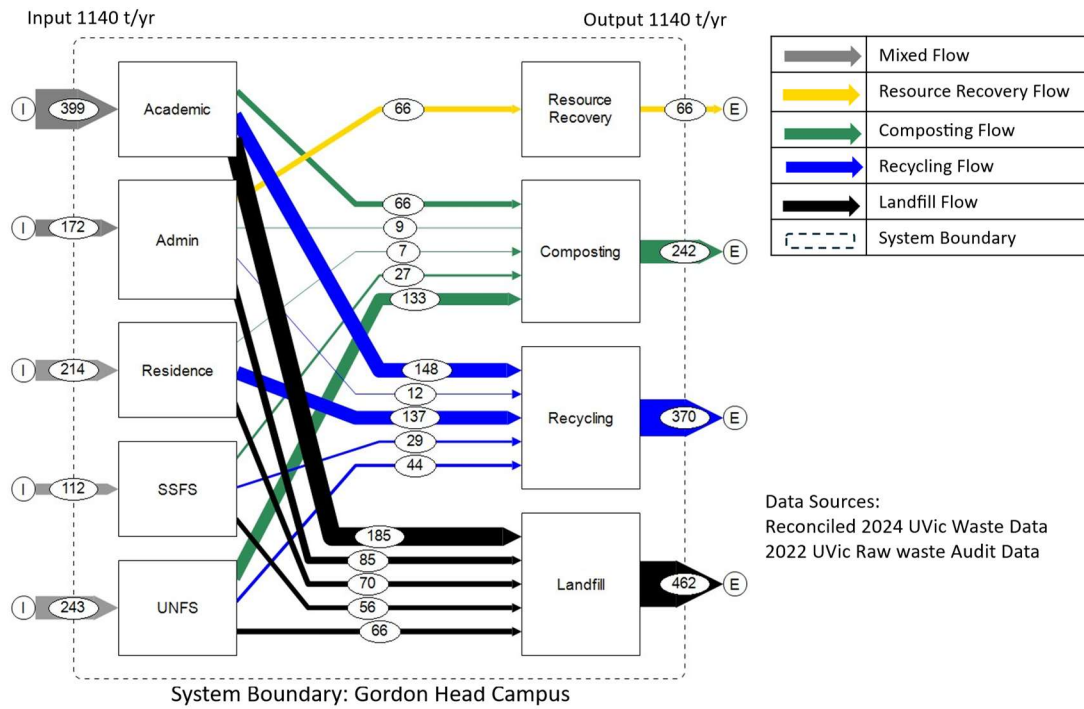 Input 1140 t/yr
Output 1140 t/yr
I
399
Academic
66
Resource
Recovery
66
E
Mixed Flow
Resource Recovery Flow
Composting Flow
Recycling Flow
Landfill Flow
System Boundary
I
172
Admin
66
9
7
27
133
Composting
242
E
I
214
Residence
148
12
137
29
44
Recycling
370
E
I
112
SSFS
185
85
70
56
66
Landfill
462
E
I
243
UNFS
Data Sources:
Reconciled 2024 UVic Waste Data
2022 UVic Raw waste Audit Data
System Boundary: Gordon Head Campus